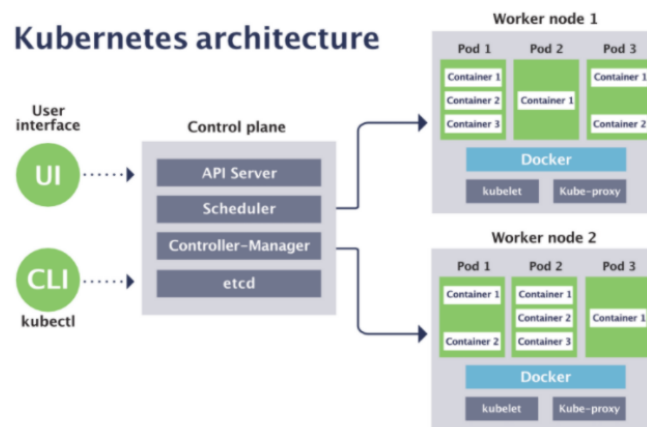 Kubernetes architecture
User
interface
UI
CLI
kubectl
Control plane
API Server
Scheduler
Controller-Manager
etcd
Worker node 1
Pod 1
Pod 2
Pod 3
Container 1
Container 2
Container 3
Container 1
Container 1
Container 2
Docker
kubelet
Kube-proxy
Worker node 2
Pod 1
Pod 2
Pod 3
Container 1
Container 2
Container 1
Container 2
Container 3
Container 1
Docker
kubelet
Kube-proxy